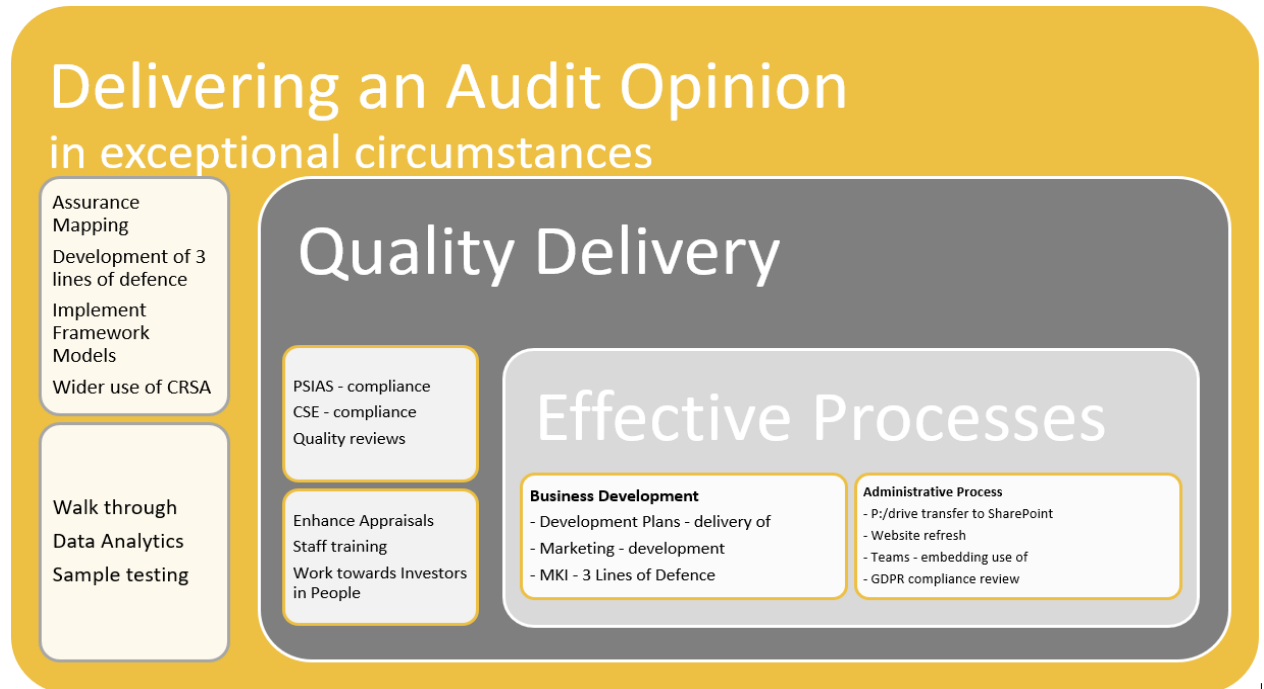 Delivering an Audit Opinion
in exceptional circumstances
Assurance
Mapping
Development of 3
lines of defence
Implement
Framework
Models
Wider use of CRSA
Walk through
Data Analytics
Sample testing
Quality Delivery
PSIAS - compliance
CSE - compliance
Quality reviews
Enhance Appraisals
Staff training
Work towards Investors
in People
Effective Processes
Business Development
- Development Plans - delivery of
- Marketing - development
- MKI - 3 Lines of Defence
Administrative Process
- P:/drive transfer to SharePoint
- Website refresh
- Teams - embedding use of
- GDPR compliance review